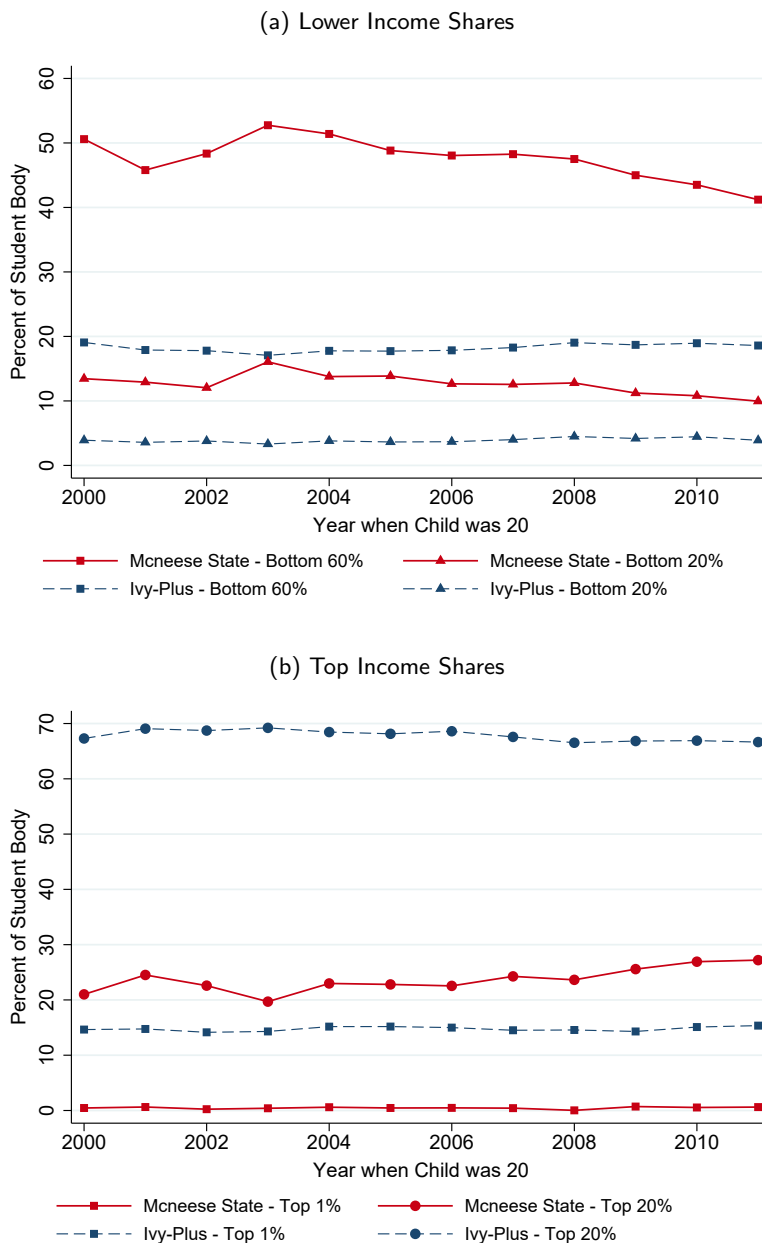 (a) Lower Income Shares
60
50
40
30
20
10
0
Percent of Student Body
2000 2002 2004 2006 2008 2010
Year when Child was 20
Mcneese State - Bottom 60% Mcneese State - Bottom 20%
Ivy-Plus - Bottom 60% Ivy-Plus - Bottom 20%
(b) Top Income Shares
70
60
50
40
30
20
10
0
Percent of Student Body
2000 2002 2004 2006 2008 2010
Year when Child was 20
Mcneese State - Top 1% Mcneese State - Top 20%
Ivy-Plus - Top 1% Ivy-Plus - Top 20%